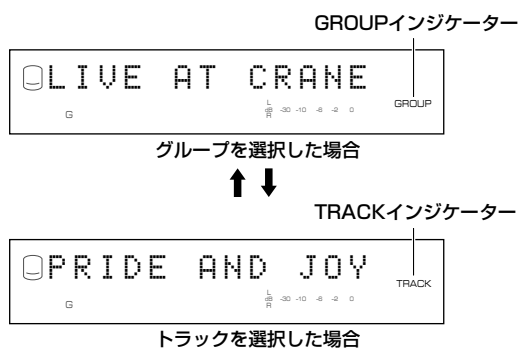 GROUPインジケーター
LIVE AT CRANE
GROUP
G
L
dB -30 -10 -6 -2 0
R
グループを選択した場合
TRACKインジケーター
PRIDE AND JOY
TRACK
G
L
dB -30 -10 -6 -2 0
R
トラックを選択した場合